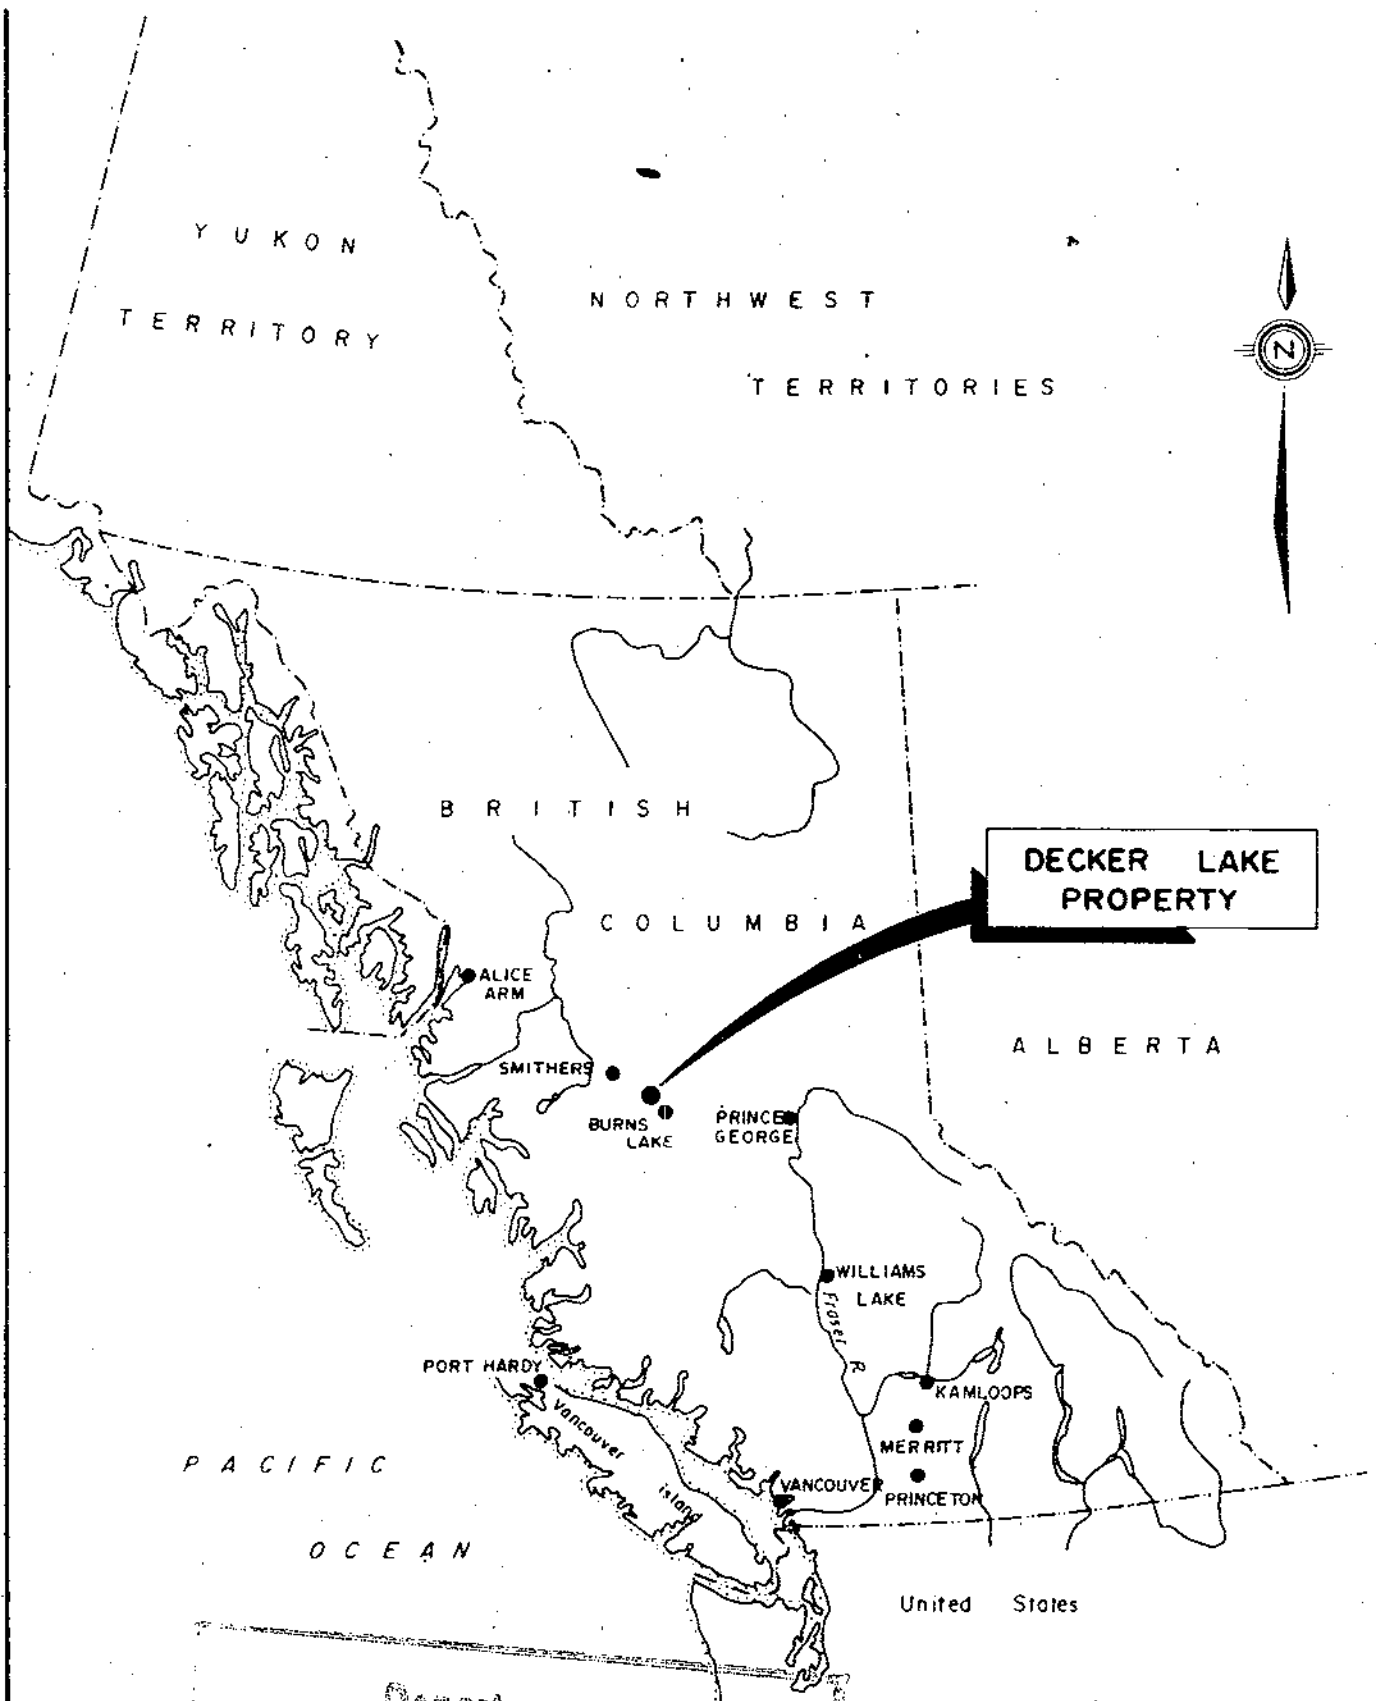 YUKON
TERRITORY
NORTHWEST
TERRITORIES
N
BRITISH
COLUMBIA
DECKER LAKE
PROPERTY
ALBERTA
ALICE
ARM
SMITHERS
BURNS
LAKE
PRINCE
GEORGE
WILLIAMS
LAKE
Fraser R.
PORT HARDY
Vancouver
Island
KAMLOOPS
MERRITT
PRINCETON
VANCOUVER
PACIFIC
OCEAN
United States